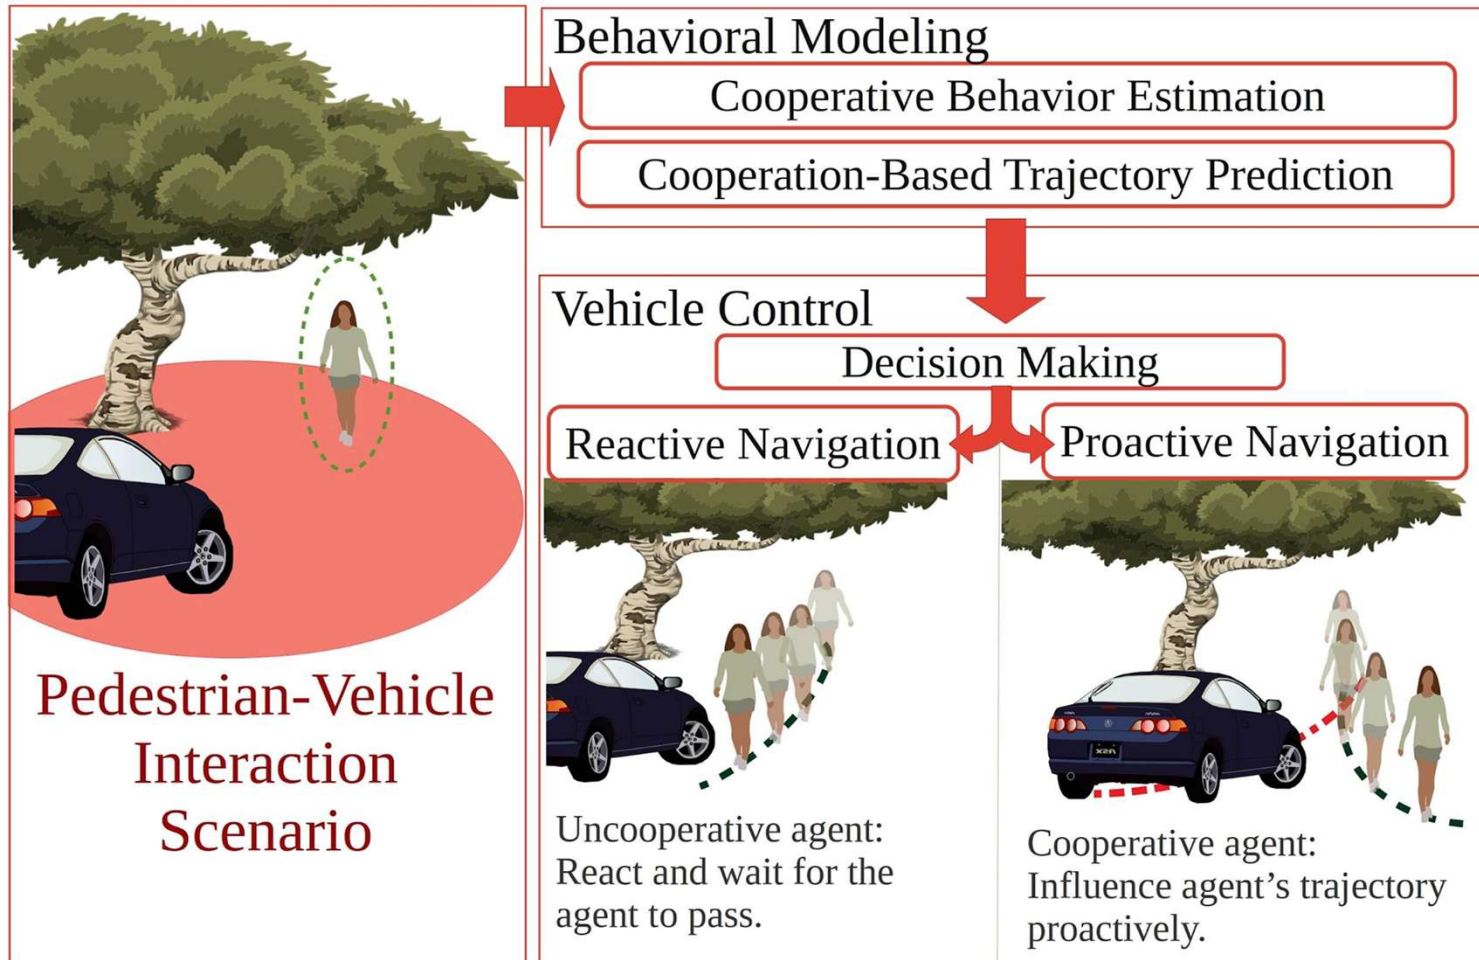 Pedestrian-Vehicle
Interaction
Scenario
Behavioral Modeling
Cooperative Behavior Estimation
Cooperation-Based Trajectory Prediction
Vehicle Control
Decision Making
Reactive Navigation
Proactive Navigation
Uncooperative agent:
React and wait for the
agent to pass.
Cooperative agent:
Influence agent’s trajectory
proactively.